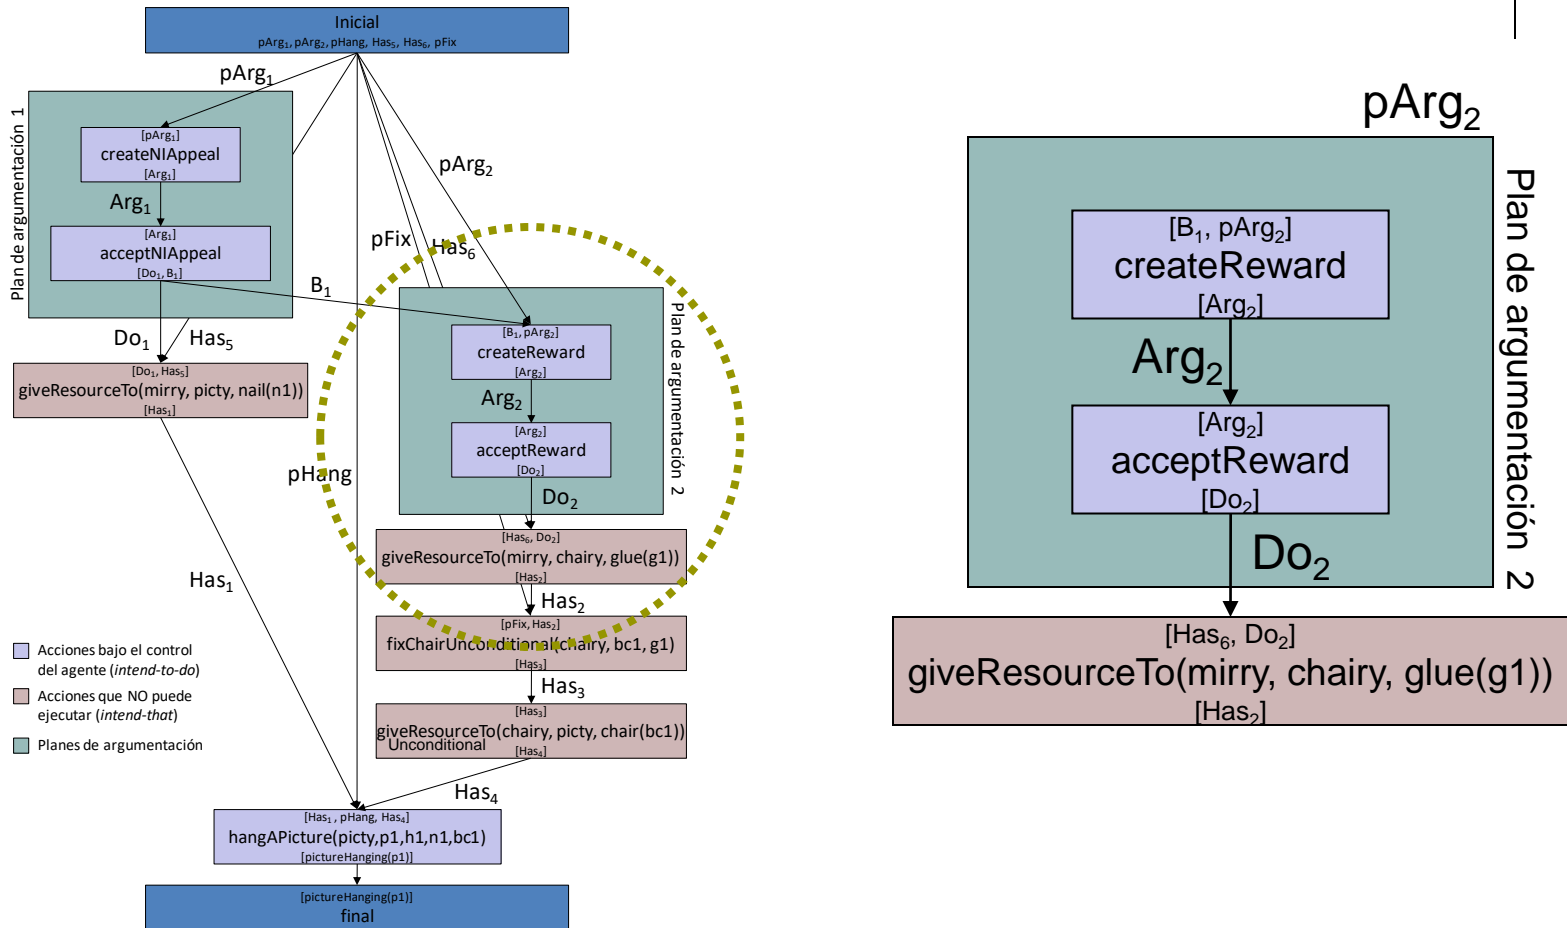 Inicial
pArg₁, pArg₂, pHang, Has₅, Has₆, pFix
pArg₁
Plan de argumentación 1
[pArg₁]
createNIAppeal
[Arg₁]
Arg₁
[Arg₁]
acceptNIAppeal
[Do₁, B₁]
pArg₂
pFix
Has₆
B₁
Do₁
Has₅
[Do₁, Has₅]
giveResourceTo(mirry, picty, nail(n1))
[Has₁]
Plan de argumentación 2
[B₁, pArg₂]
createReward
[Arg₂]
Arg₂
[Arg₂]
acceptReward
[Do₂]
Do₂
pHang
[Has₆, Do₂]
giveResourceTo(mirry, chairy, glue(g1))
[Has₂]
Has₂
Has₁
[pFix, Has₂]
fixChairUnconditional(chairy, bc1, g1)
[Has₃]
Has₃
[Has₃]
giveResourceTo(chairy, picty, chair(bc1))
Unconditional
[Has₄]
Has₄
Acciones bajo el control
del agente (intend-to-do)
Acciones que NO puede
ejecutar (intend-that)
Planes de argumentación
[Has₁, pHang, Has₄]
hangAPicture(picty,p1,h1,n1,bc1)
[pictureHanging(p1)]
[pictureHanging(p1)]
final
pArg₂
Plan de argumentación 2
[B₁, pArg₂]
createReward
[Arg₂]
Arg₂
[Arg₂]
acceptReward
[Do₂]
Do₂
[Has₆, Do₂]
giveResourceTo(mirry, chairy, glue(g1))
[Has₂]